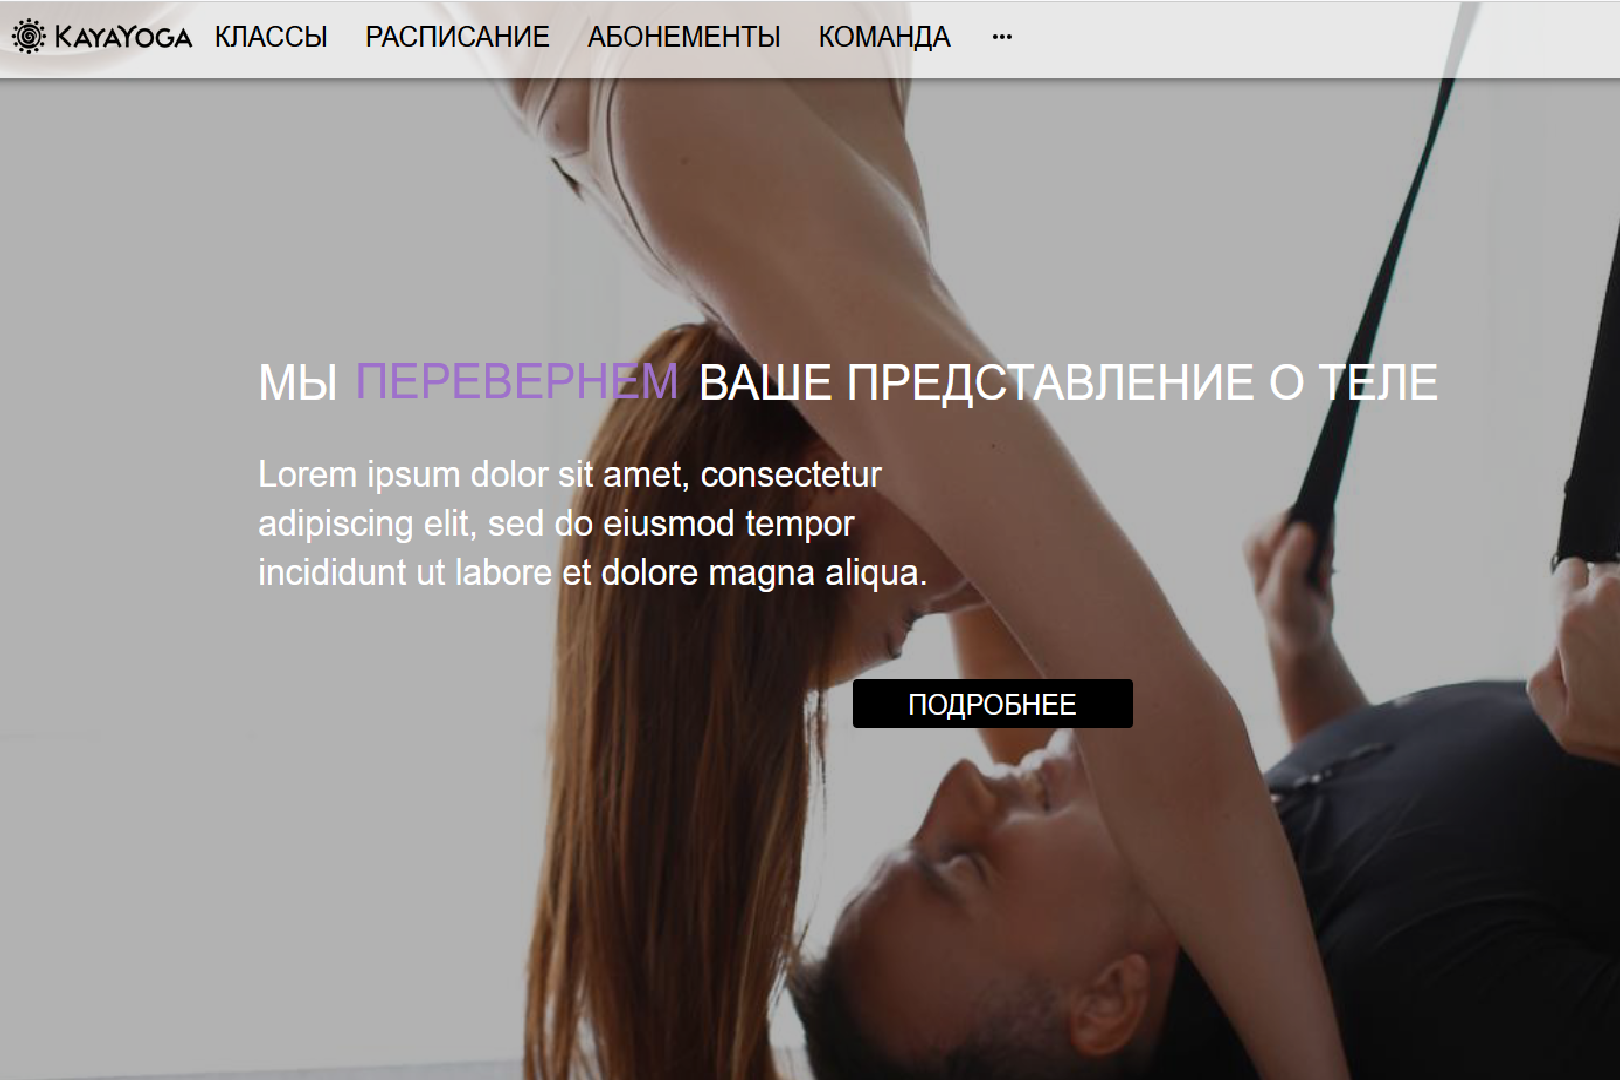 KAYAYOGA КЛАССЫ РАСПИСАНИЕ АБОНЕМЕНТЫ КОМАНДА ...
МЫ ПЕРЕВЕРНЕМ ВАШЕ ПРЕДСТАВЛЕНИЕ О ТЕЛЕ
Lorem ipsum dolor sit amet, consectetur
adipiscing elit, sed do eiusmod tempor
incididunt ut labore et dolore magna aliqua.
ПОДРОБНЕЕ